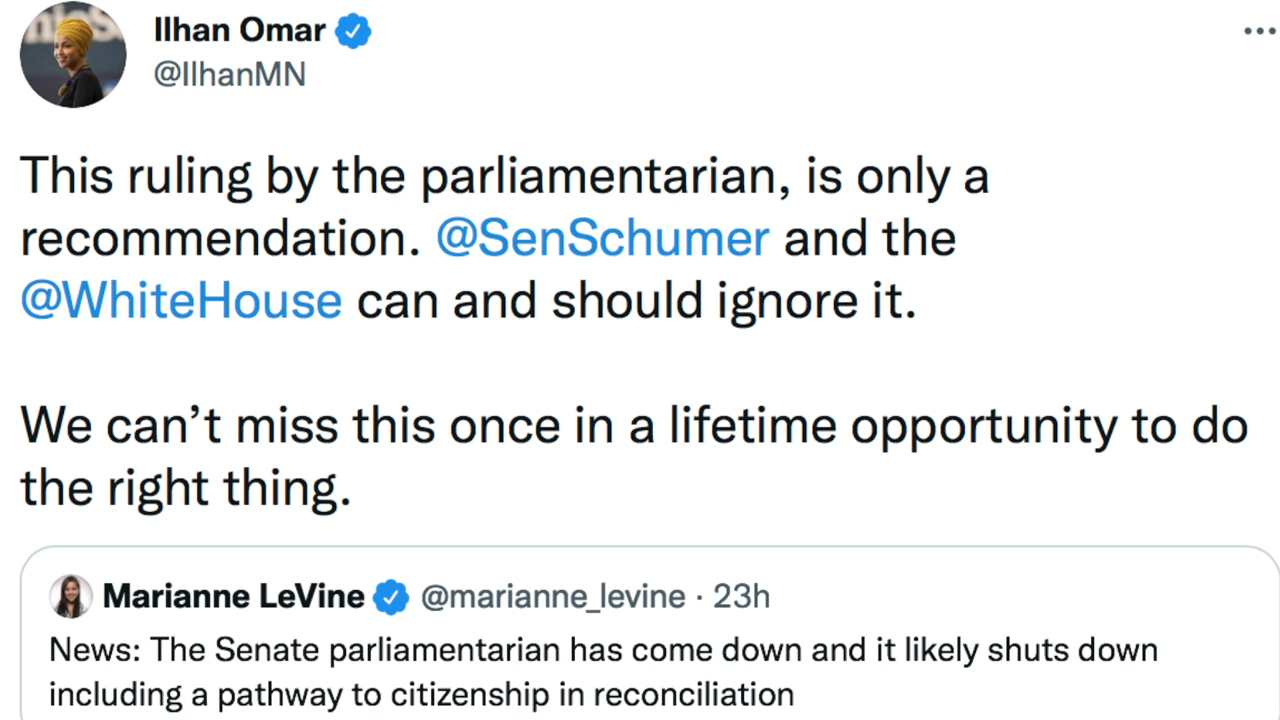 Ilhan Omar
@IlhanMN
This ruling by the parliamentarian, is only a
recommendation. @SenSchumer and the
@WhiteHouse can and should ignore it.
We can’t miss this once in a lifetime opportunity to do
the right thing.
Marianne LeVine @marianne_levine · 23h
News: The Senate parliamentarian has come down and it likely shuts down
including a pathway to citizenship in reconciliation